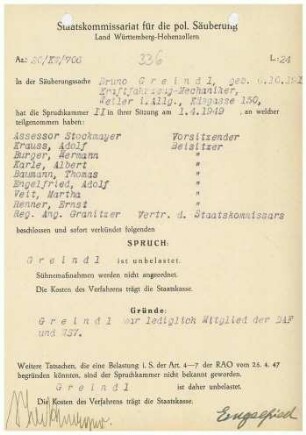 Staatskommissariat für die pol. Säuberung
Land Württemberg-Hohenzollern
Az.: 20/K2/706 336 L: 24
In der Säuberungssache Bruno Greindl, geb. 6.10.191
Kraftfahrzeug-Mechaniker,
Weiler i.Allg., Käsgasse 150,
hat die Spruchkammer II in ihrer Sitzung am 1.4.1949, an welcher
teilgenommen haben:
Assessor Stockmayer Vorsitzender
Krauss, Adolf Beisitzer
Burger, Hermann "
Karle, Albert "
Baumann, Thomas "
Engelfried, Adolf "
Veit, Martha "
Renner, Ernst "
Reg. Ang. Granitzer Vertr. d. Staatskommissars
beschlossen und sofort verkündet folgenden
SPRUCH:
Greindl ist unbelastet.
Sühnemaßnahmen werden nicht angeordnet.
Die Kosten des Verfahrens trägt die Staatskasse.
Gründe:
Greindl war lediglich Mitglied der DAF
und NSV.
Weitere Tatsachen, die eine Belastung i. S. der Art. 4—7 der RAO vom 26. 4. 47
begründen könnten, sind der Spruchkammer nicht bekannt geworden.
Greindl ist daher unbelastet.
Die Kosten des Verfahrens trägt die Staatskasse.
Engelfried